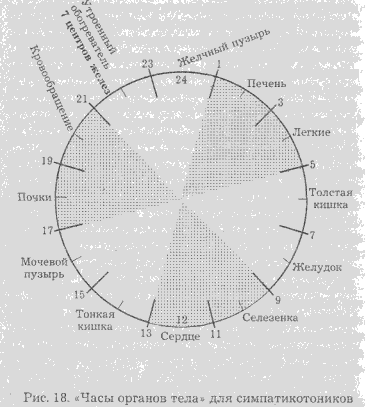 Утроенный
обогреватель
7 центров желез
Желчный пузырь
23
24
1
Печень
3
Легкие
5
Толстая
кишка
7
Желудок
9
Селезенка
11
12
Сердце
13
Тонкая
кишка
15
Мочевой
пузырь
17
Почки
19
Кровообращение
21
Рис. 18. «Часы органов тела» для симпатикотоников